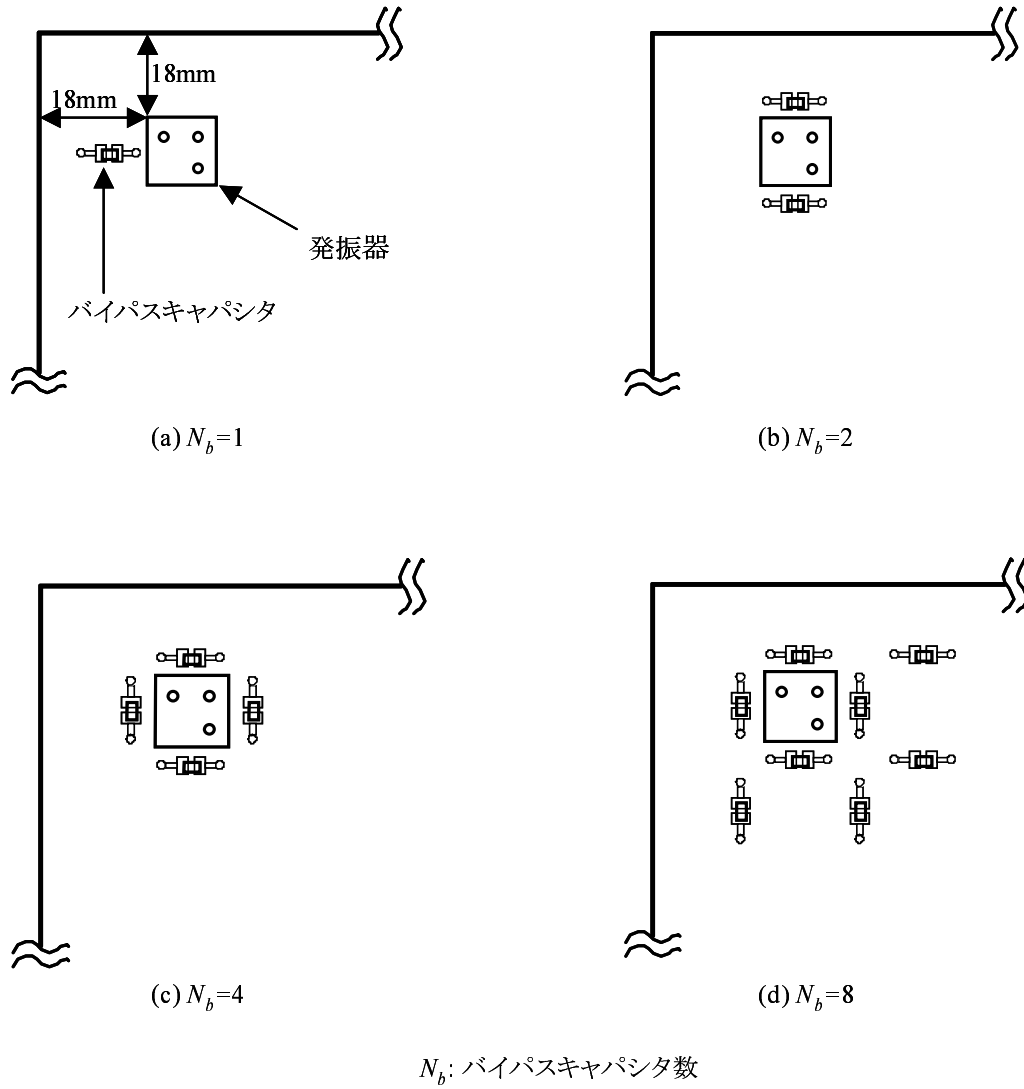 18mm
18mm
発振器
バイパスキャパシタ
(a) N_b=1
(b) N_b=2
(c) N_b=4
(d) N_b=8
N_b: バイパスキャパシタ数